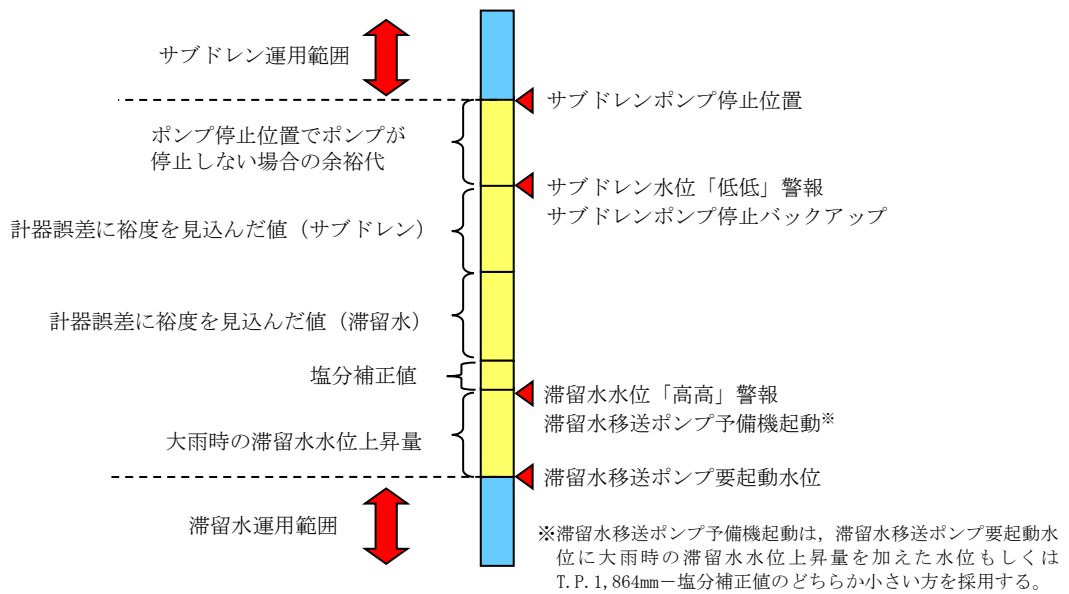 サブドレン運用範囲
サブドレンポンプ停止位置
ポンプ停止位置でポンプが
停止しない場合の余裕代
サブドレン水位「低低」警報
サブドレンポンプ停止バックアップ
計器誤差に裕度を見込んだ値（サブドレン）
計器誤差に裕度を見込んだ値（滞留水）
塩分補正値
滞留水水位「高高」警報
滞留水移送ポンプ予備機起動※
大雨時の滞留水水位上昇量
滞留水移送ポンプ要起動水位
滞留水運用範囲
※滞留水移送ポンプ予備機起動は，滞留水移送ポンプ要起動水
位に大雨時の滞留水水位上昇量を加えた水位もしくは
T.P.1,864mm－塩分補正値のどちらか小さい方を採用する。